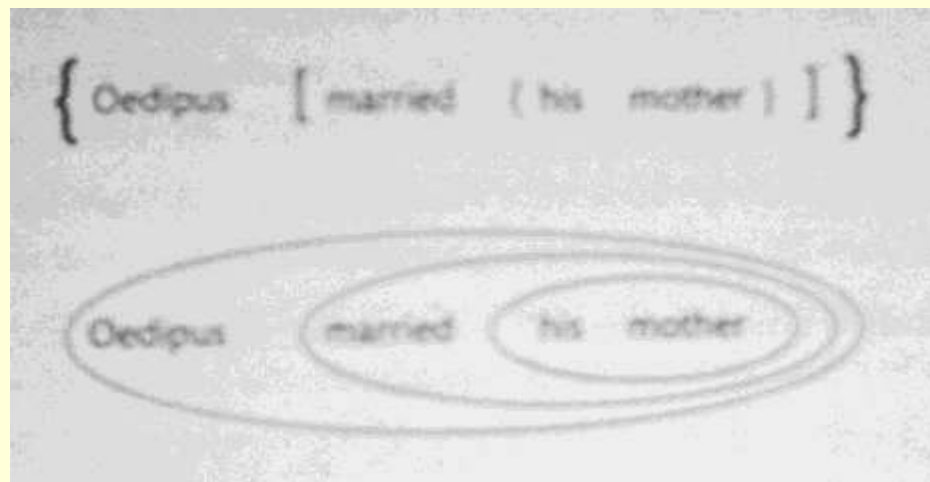 { Oedipus [ married ( his mother ) ] }
Oedipus married his mother